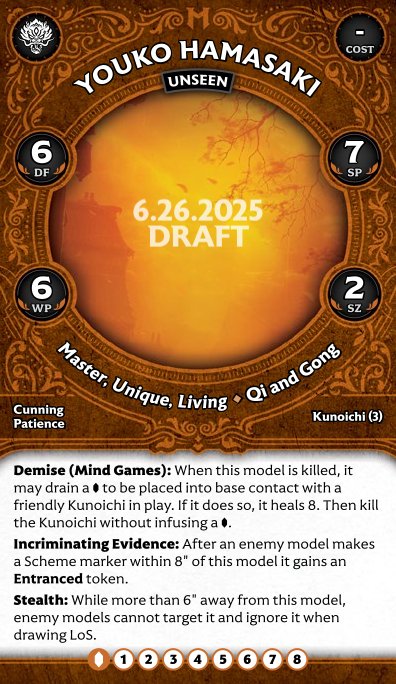 -
COST
YOUKO HAMASAKI
UNSEEN
6
DF
7
SP
6.26.2025
DRAFT
6
WP
2
SZ
Master, Unique, Living ♦ Qi and Gong
Cunning
Patience
Kunoichi (3)
Demise (Mind Games): When this model is killed, it
may drain a ⬮ to be placed into base contact with a
friendly Kunoichi in play. If it does so, it heals 8. Then kill
the Kunoichi without infusing a ⬮.
Incriminating Evidence: After an enemy model makes
a Scheme marker within 8" of this model it gains an
Entranced token.
Stealth: While more than 6" away from this model,
enemy models cannot target it and ignore it when
drawing LoS.
1 2 3 4 5 6 7 8